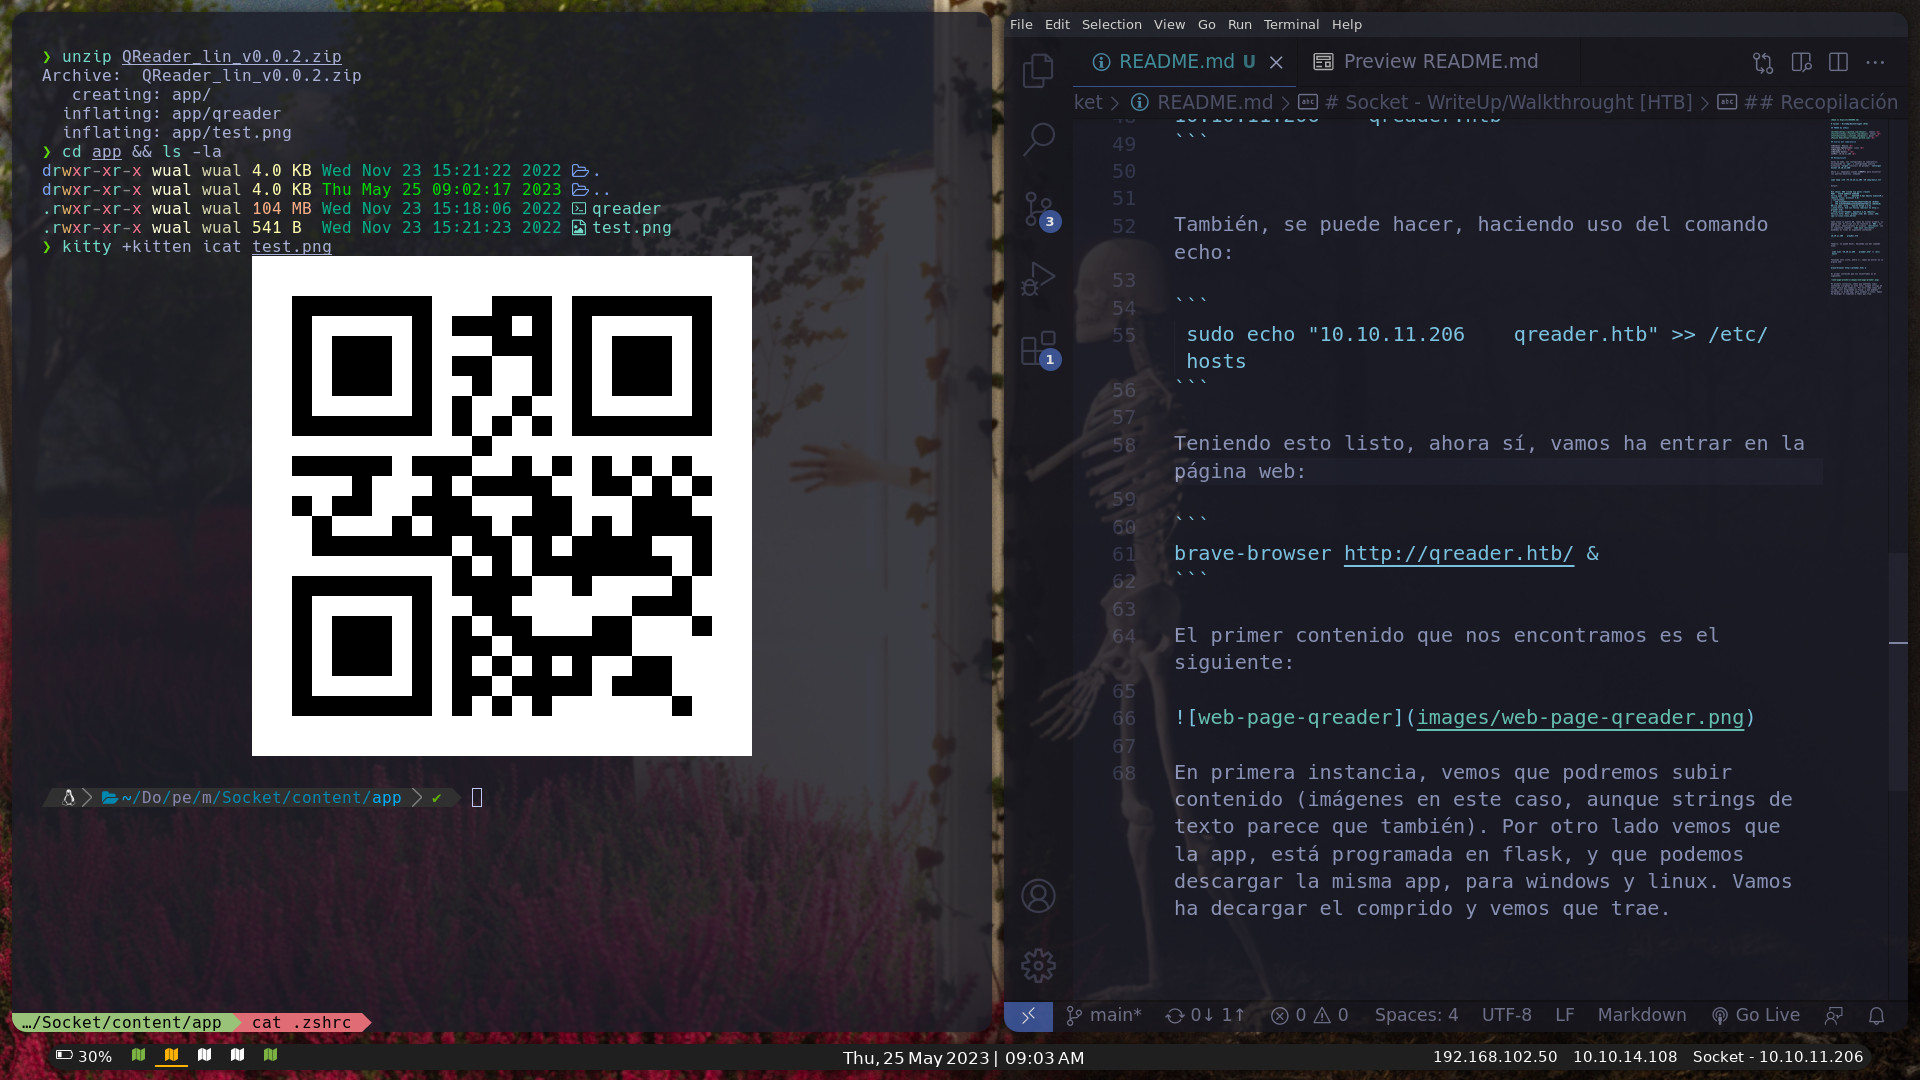 ❯ unzip QReader_lin_v0.0.2.zip
Archive:  QReader_lin_v0.0.2.zip
   creating: app/
  inflating: app/qreader
  inflating: app/test.png
❯ cd app && ls -la
drwxr-xr-x wual wual 4.0 KB Wed Nov 23 15:21:22 2022 .
drwxr-xr-x wual wual 4.0 KB Thu May 25 09:02:17 2023 ..
.rwxr-xr-x wual wual 104 MB Wed Nov 23 15:18:06 2022 qreader
.rwxr-xr-x wual wual 541 B  Wed Nov 23 15:21:23 2022 test.png
❯ kitty +kitten icat test.png
~/Do/pe/m/Socket/content/app ✔
…/Socket/content/app cat .zshrc
File Edit Selection View Go Run Terminal Help
README.md U Preview README.md
ket > README.md > # Socket - WriteUp/Walkthrought [HTB] > ## Recopilación
48 10.10.11.206    qreader.htb
49 ```
50
51
52 También, se puede hacer, haciendo uso del comando
echo:
53
54 ```
55 sudo echo "10.10.11.206    qreader.htb" >> /etc/
hosts
56 ```
57
58 Teniendo esto listo, ahora sí, vamos ha entrar en la
página web:
59
60 ```
61 brave-browser http://qreader.htb/ &
62 ```
63
64 El primer contenido que nos encontramos es el
siguiente:
65
66 ![web-page-qreader](images/web-page-qreader.png)
67
68 En primera instancia, vemos que podremos subir
contenido (imágenes en este caso, aunque strings de
texto parece que también). Por otro lado vemos que
la app, está programada en flask, y que podemos
descargar la misma app, para windows y linux. Vamos
ha decargar el comprido y vemos que trae.
3
1
main* 0↓ 1↑ 0 0 Spaces: 4 UTF-8 LF Markdown Go Live
30% Thu, 25 May 2023 | 09:03 AM 192.168.102.50 10.10.14.108 Socket - 10.10.11.206